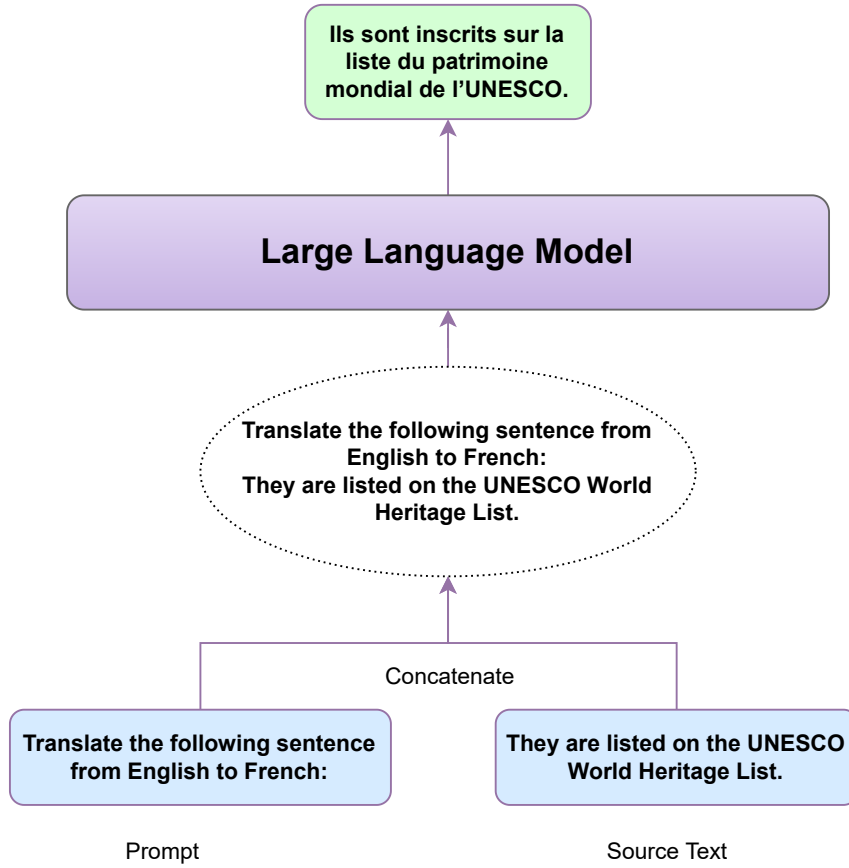 Ils sont inscrits sur la
liste du patrimoine
mondial de l'UNESCO.
Large Language Model
Translate the following sentence from
English to French:
They are listed on the UNESCO World
Heritage List.
Concatenate
Translate the following sentence
from English to French:
They are listed on the UNESCO
World Heritage List.
Prompt
Source Text